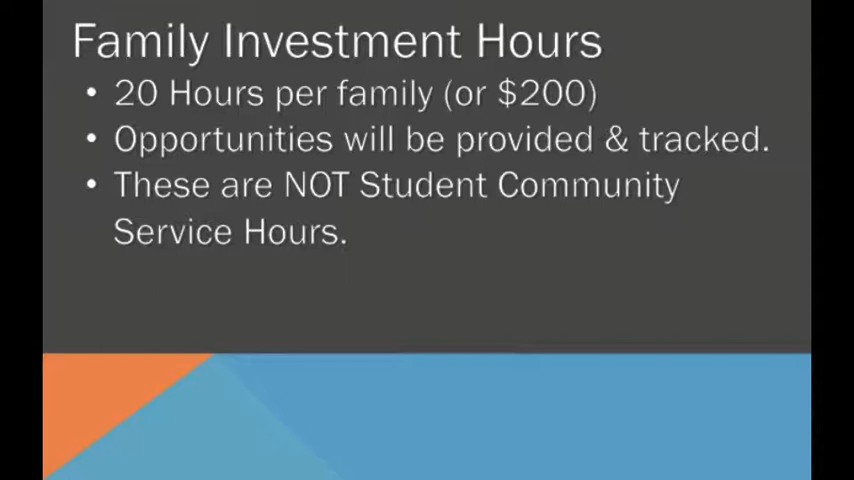 Family Investment Hours
• 20 Hours per family (or $200)
• Opportunities will be provided & tracked.
• These are NOT Student Community
Service Hours.